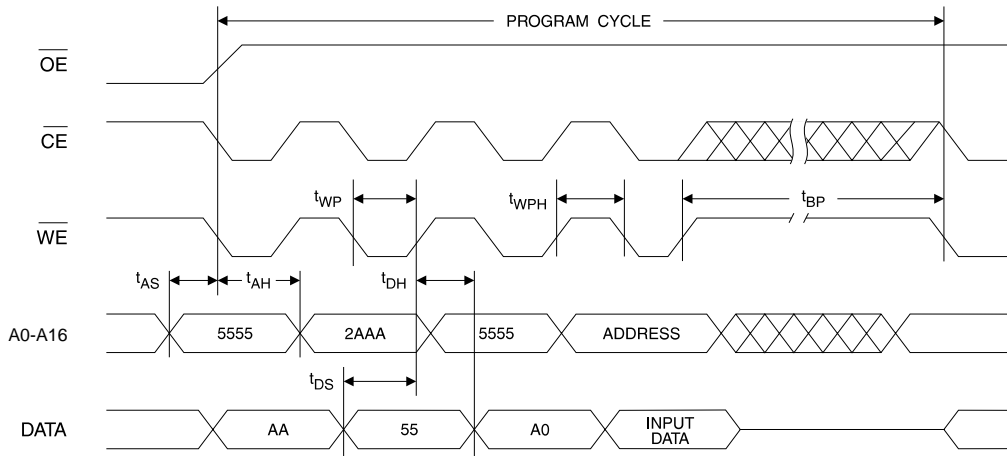 PROGRAM CYCLE
OE
CE
tWP
tWPH
tBP
WE
tAS
tAH
tDH
A0-A16
5555
2AAA
5555
ADDRESS
tDS
DATA
AA
55
A0
INPUT
DATA